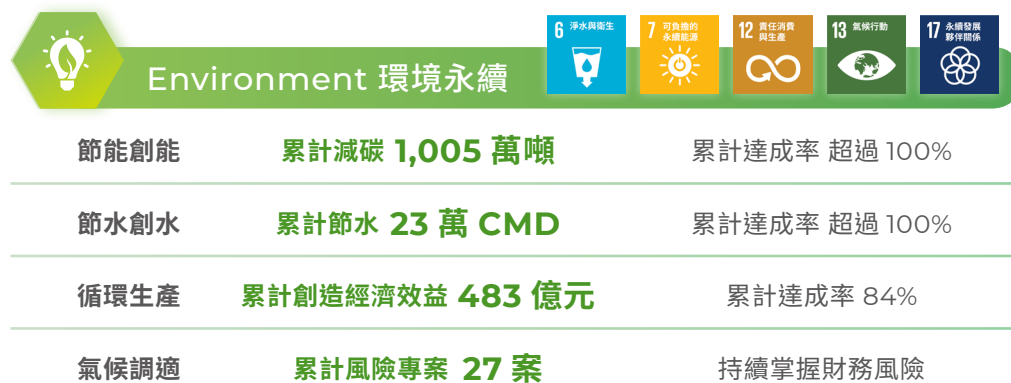 Environment 環境永續
6 淨水與衛生
7 可負擔的
永續能源
12 責任消費
與生產
13 氣候行動
17 永續發展
夥伴關係
節能創能 累計減碳 1,005 萬噸 累計達成率 超過 100%
節水創水 累計節水 23 萬 CMD 累計達成率 超過 100%
循環生產 累計創造經濟效益 483 億元 累計達成率 84%
氣候調適 累計風險專案 27 案 持續掌握財務風險